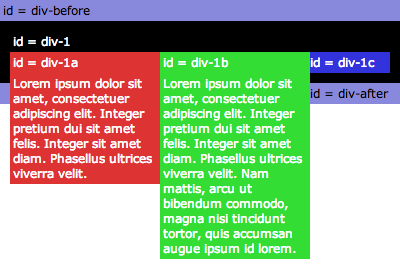 id = div-before
id = div-1
id = div-1a
Lorem ipsum dolor sit
amet, consectetuer
adipiscing elit. Integer
pretium dui sit amet
felis. Integer sit amet
diam. Phasellus ultrices
viverra velit.
id = div-1b
Lorem ipsum dolor sit
amet, consectetuer
adipiscing elit. Integer
pretium dui sit amet
felis. Integer sit amet
diam. Phasellus ultrices
viverra velit. Nam
mattis, arcu ut
bibendum commodo,
magna nisi tincidunt
tortor, quis accumsan
augue ipsum id lorem.
id = div-1c
id = div-after